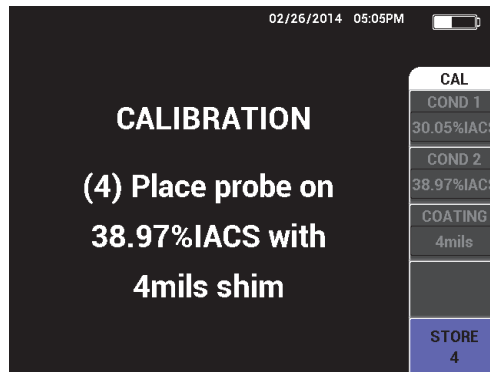 02/26/2014 05:05PM
CALIBRATION
(4) Place probe on
38.97%IACS with
4mils shim
CAL
COND 1
30.05%IACS
COND 2
38.97%IACS
COATING
4mils
STORE
4